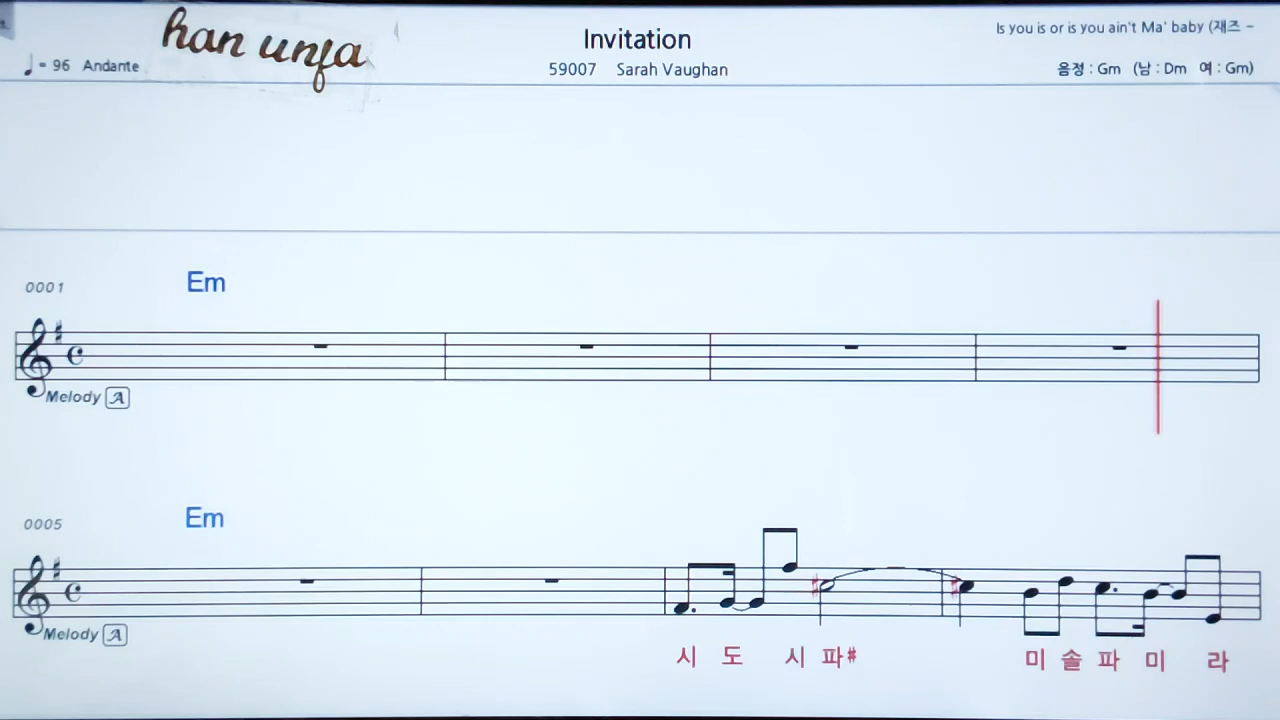 han unfa
Invitation
Is you is or is you ain't Ma' baby (재즈 -
= 96 Andante
59007 Sarah Vaughan
음정 : Gm (남 : Dm 여 : Gm)
0001
Em
Melody A
0005
Em
Melody A
시 도 시 파# 미 솔 파 미 라